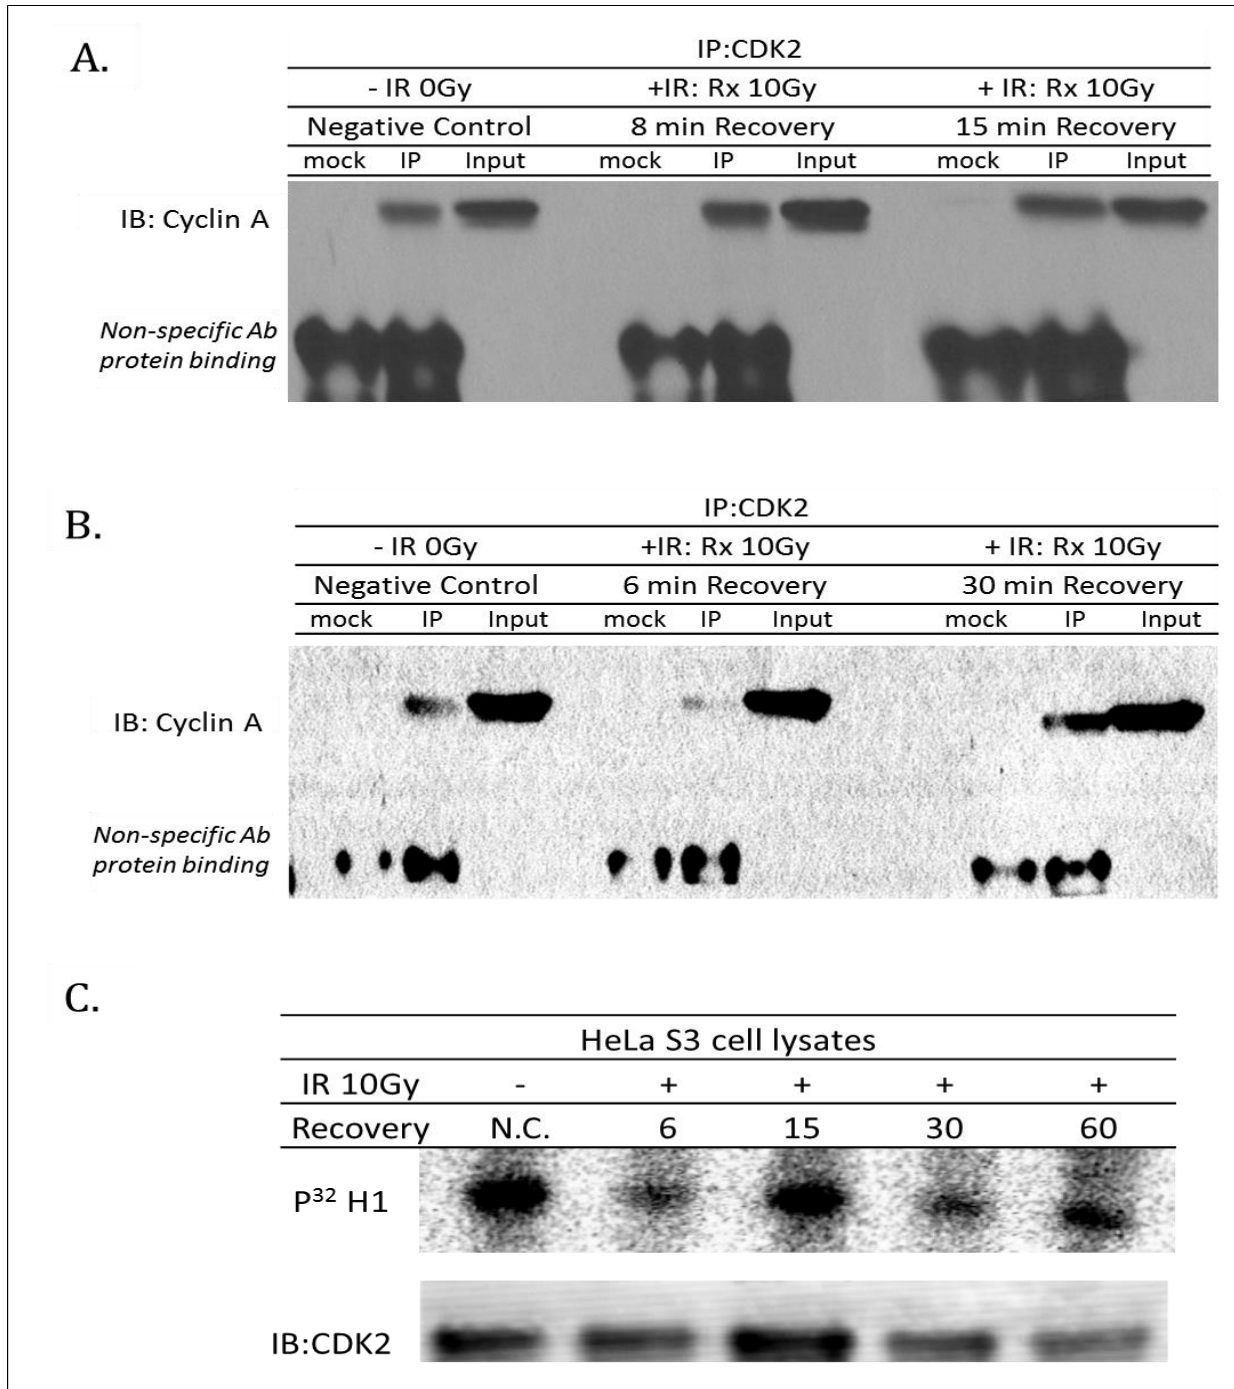 A.
IP:CDK2
- IR 0Gy +IR: Rx 10Gy + IR: Rx 10Gy
Negative Control 8 min Recovery 15 min Recovery
mock IP Input mock IP Input mock IP Input
IB: Cyclin A
Non-specific Ab
protein binding
B.
IP:CDK2
- IR 0Gy +IR: Rx 10Gy + IR: Rx 10Gy
Negative Control 6 min Recovery 30 min Recovery
mock IP Input mock IP Input mock IP Input
IB: Cyclin A
Non-specific Ab
protein binding
C.
HeLa S3 cell lysates
IR 10Gy - + + + +
Recovery N.C. 6 15 30 60
P³² H1
IB:CDK2